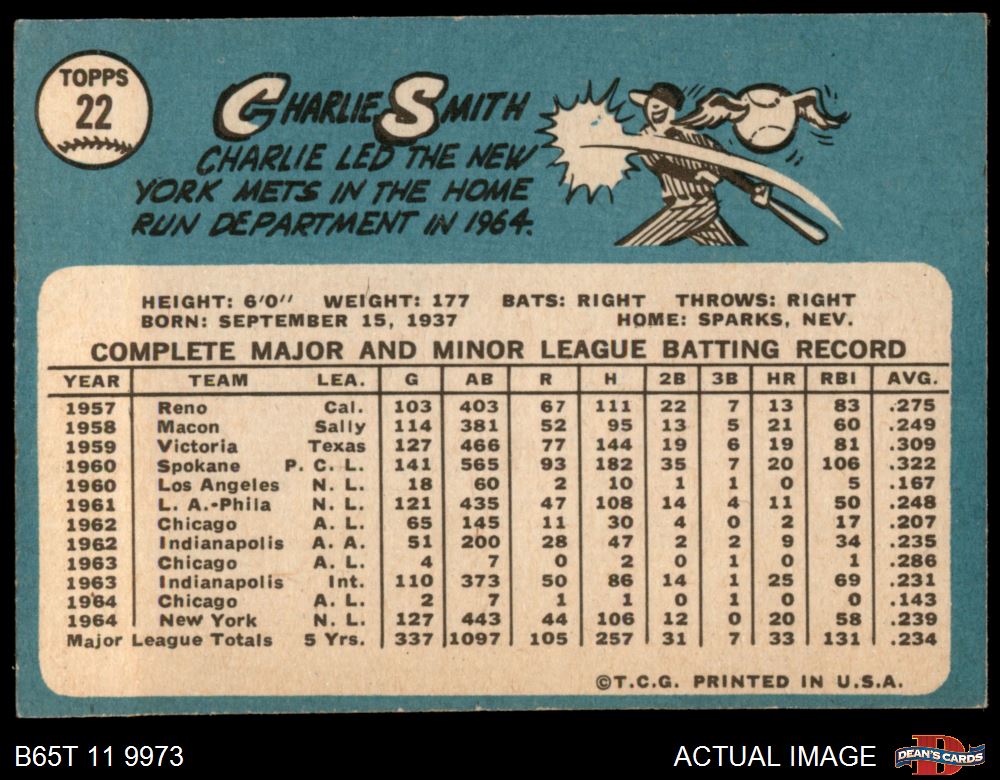 TOPPS
22
CHARLIE SMITH
CHARLIE LED THE NEW
YORK METS IN THE HOME
RUN DEPARTMENT IN 1964.
HEIGHT: 6'0" WEIGHT: 177 BATS: RIGHT THROWS: RIGHT
BORN: SEPTEMBER 15, 1937 HOME: SPARKS, NEV.
COMPLETE MAJOR AND MINOR LEAGUE BATTING RECORD
YEAR TEAM LEA. G AB R H 2B 3B HR RBI AVG.
1957 Reno Cal. 103 403 67 111 22 7 13 83 .275
1958 Macon Sally 114 381 52 95 13 5 21 60 .249
1959 Victoria Texas 127 466 77 144 19 6 19 81 .309
1960 Spokane P. C. L. 141 565 93 182 35 7 20 106 .322
1960 Los Angeles N. L. 18 60 2 10 1 1 0 5 .167
1961 L. A.-Phila N. L. 121 435 47 108 14 4 11 50 .248
1962 Chicago A. L. 65 145 11 30 4 0 2 17 .207
1962 Indianapolis A. A. 51 200 28 47 2 2 9 34 .235
1963 Chicago A. L. 4 7 0 2 0 1 0 1 .286
1963 Indianapolis Int. 110 373 50 86 14 1 25 69 .231
1964 Chicago A. L. 2 7 1 1 0 1 0 0 .143
1964 New York N. L. 127 443 44 106 12 0 20 58 .239
Major League Totals 5 Yrs. 337 1097 105 257 31 7 33 131 .234
©T.C.G. PRINTED IN U.S.A.
B65T 11 9973 ACTUAL IMAGE DEAN'S CARDS